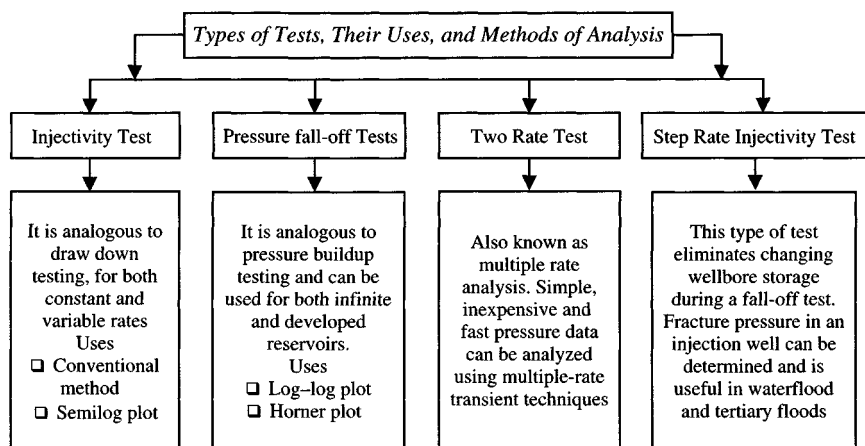 Types of Tests, Their Uses, and Methods of Analysis
Injectivity Test
Pressure fall-off Tests
Two Rate Test
Step Rate Injectivity Test
It is analogous to
draw down
testing, for both
constant and
variable rates
Uses
❑ Conventional
method
❑ Semilog plot
It is analogous to
pressure buildup
testing and can be
used for both infinite
and developed
reservoirs.
Uses
❑ Log–log plot
❑ Horner plot
Also known as
multiple rate
analysis. Simple,
inexpensive and
fast pressure data
can be analyzed
using multiple-rate
transient techniques
This type of test
eliminates changing
wellbore storage
during a fall-off test.
Fracture pressure in an
injection well can be
determined and is
useful in waterflood
and tertiary floods